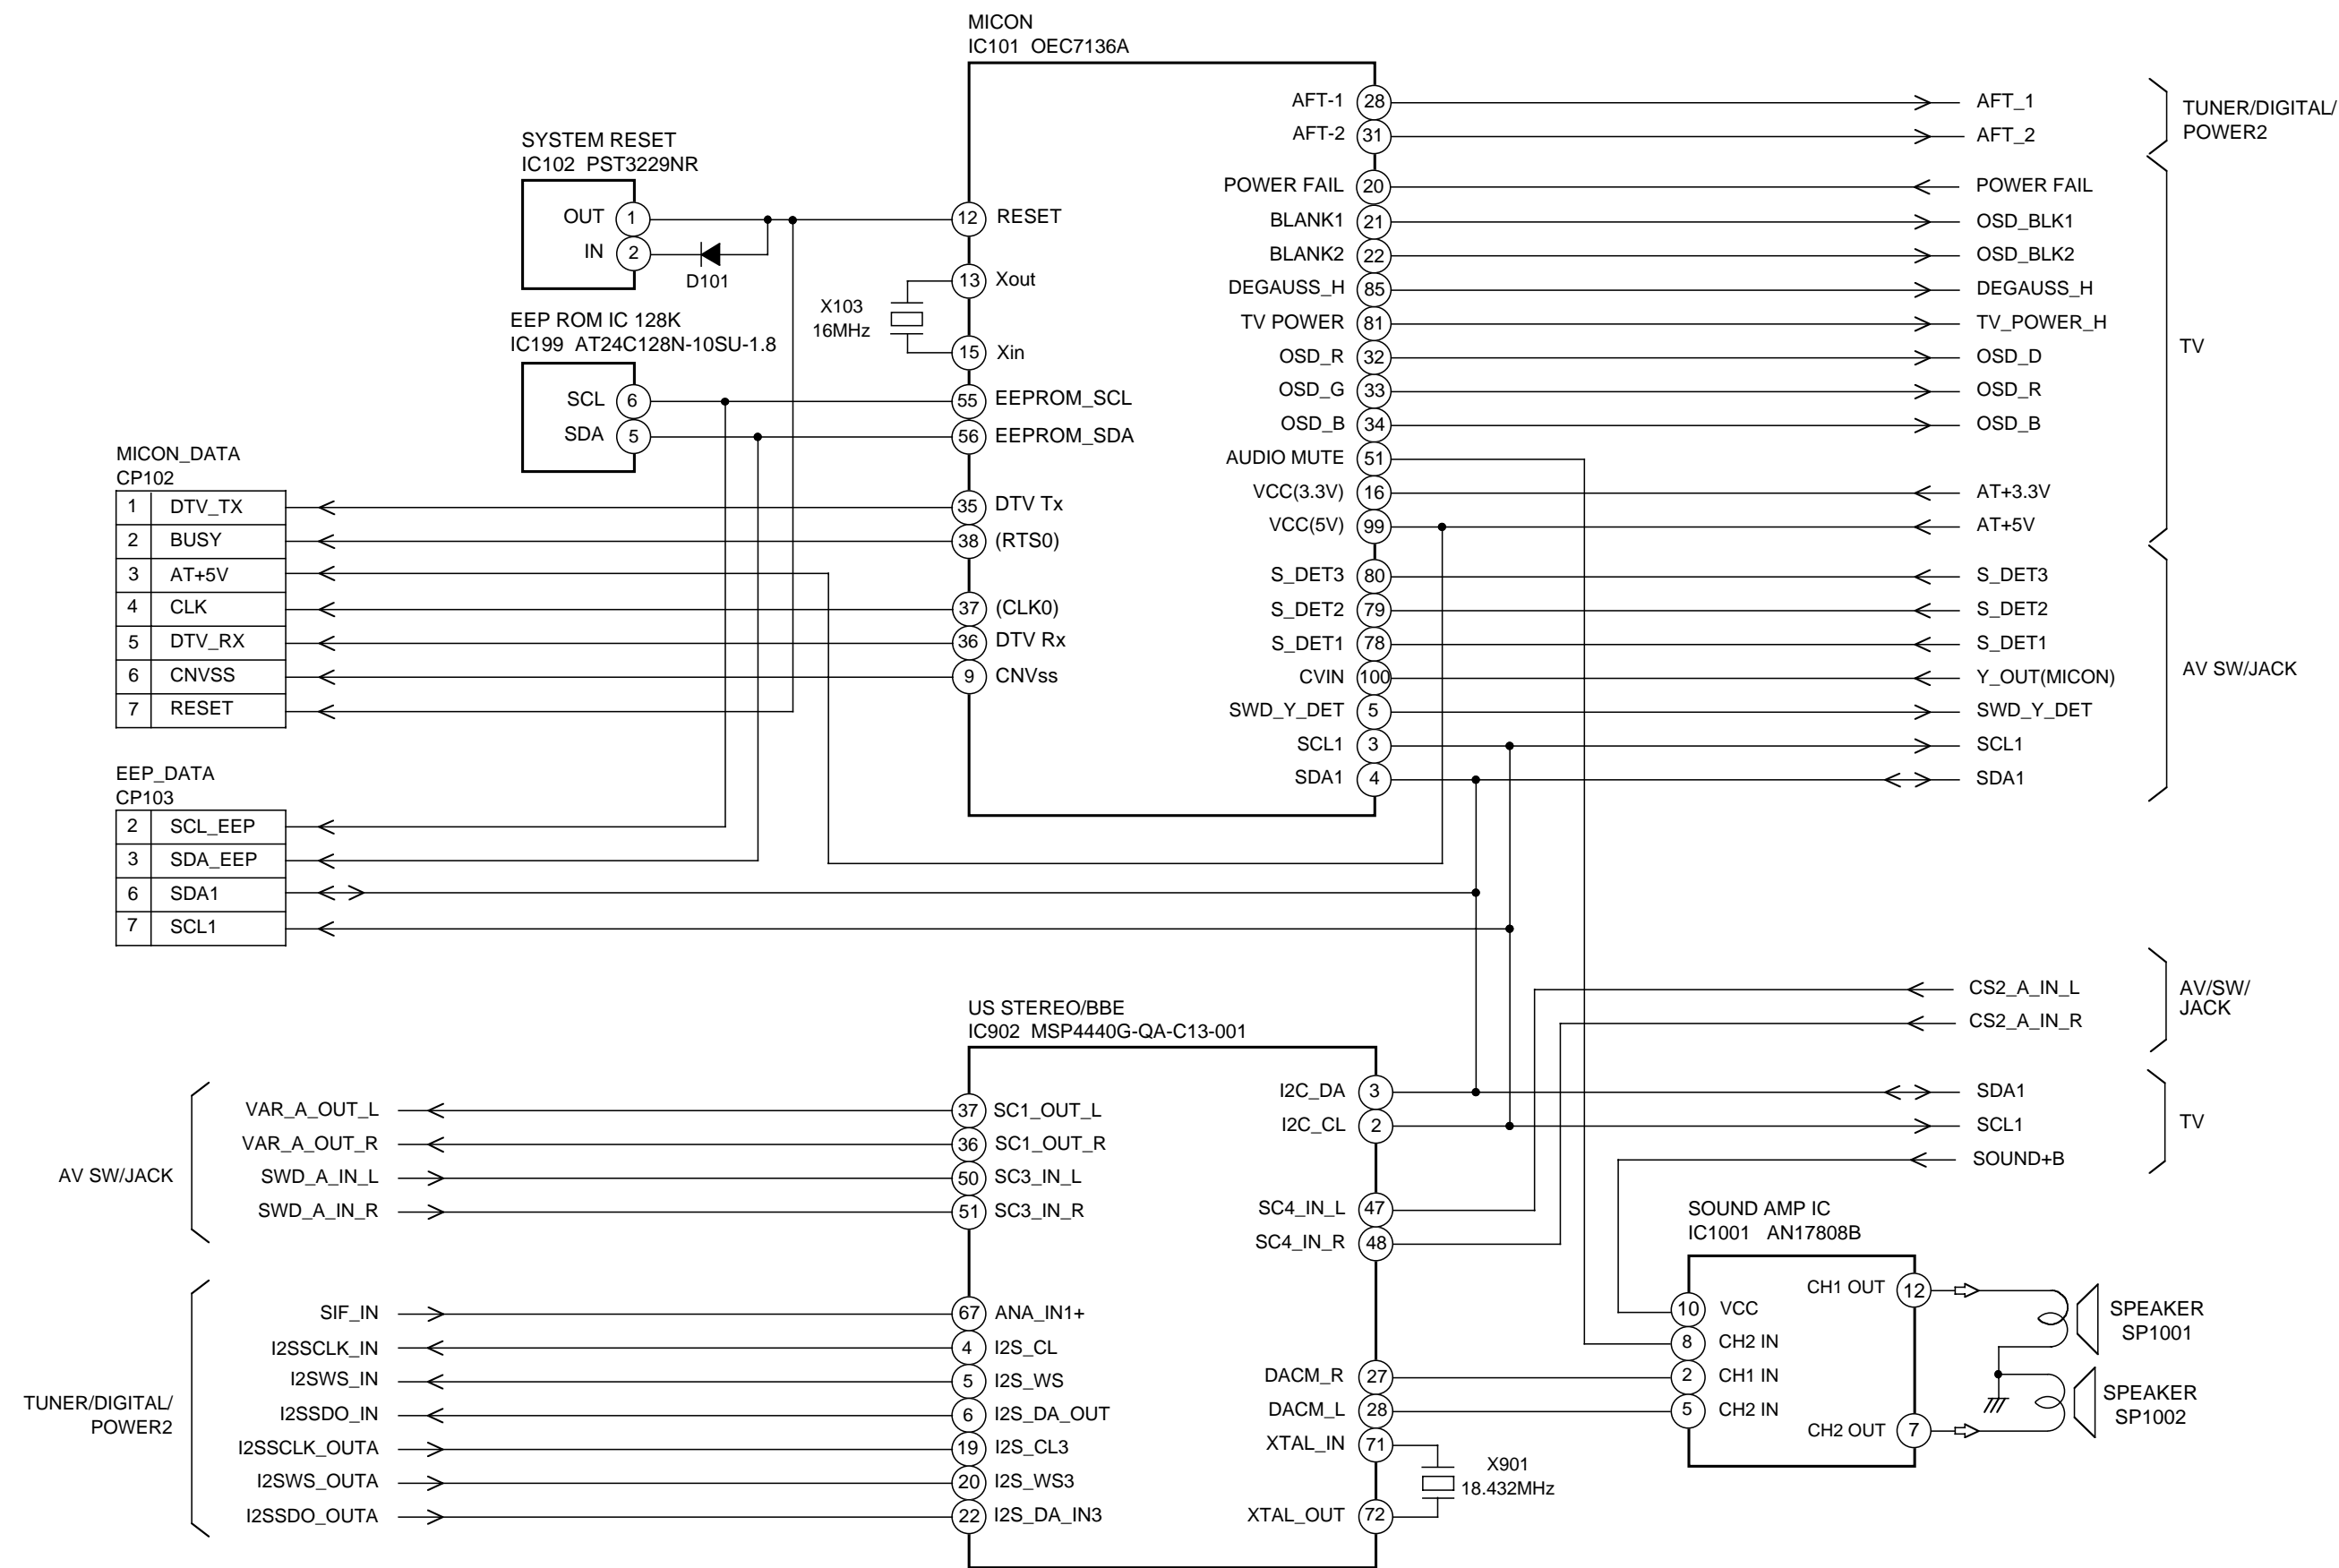 MICON
IC101 OEC7136A
SYSTEM RESET
IC102 PST3229NR
OUT 1
IN 2
D101
EEP ROM IC 128K
IC199 AT24C128N-10SU-1.8
SCL 6
SDA 5
X103
16MHz
12 RESET
13 Xout
15 Xin
55 EEPROM_SCL
56 EEPROM_SDA
35 DTV Tx
38 (RTS0)
37 (CLK0)
36 DTV Rx
9 CNVss
MICON_DATA
CP102
1 DTV_TX
2 BUSY
3 AT+5V
4 CLK
5 DTV_RX
6 CNVSS
7 RESET
EEP_DATA
CP103
2 SCL_EEP
3 SDA_EEP
6 SDA1
7 SCL1
AFT-1 28 AFT_1
AFT-2 31 AFT_2
TUNER/DIGITAL/
POWER2
POWER FAIL 20 POWER FAIL
BLANK1 21 OSD_BLK1
BLANK2 22 OSD_BLK2
DEGAUSS_H 85 DEGAUSS_H
TV POWER 81 TV_POWER_H
OSD_R 32 OSD_D
OSD_G 33 OSD_R
OSD_B 34 OSD_B
AUDIO MUTE 51
VCC(3.3V) 16 AT+3.3V
VCC(5V) 99 AT+5V
TV
S_DET3 80 S_DET3
S_DET2 79 S_DET2
S_DET1 78 S_DET1
CVIN 100 Y_OUT(MICON)
SWD_Y_DET 5 SWD_Y_DET
SCL1 3 SCL1
SDA1 4 SDA1
AV SW/JACK
CS2_A_IN_L
CS2_A_IN_R
AV/SW/
JACK
US STEREO/BBE
IC902 MSP4440G-QA-C13-001
AV SW/JACK
VAR_A_OUT_L 37 SC1_OUT_L
VAR_A_OUT_R 36 SC1_OUT_R
SWD_A_IN_L 50 SC3_IN_L
SWD_A_IN_R 51 SC3_IN_R
TUNER/DIGITAL/
POWER2
SIF_IN 67 ANA_IN1+
I2SSCLK_IN 4 I2S_CL
I2SWS_IN 5 I2S_WS
I2SSDO_IN 6 I2S_DA_OUT
I2SSCLK_OUTA 19 I2S_CL3
I2SWS_OUTA 20 I2S_WS3
I2SSDO_OUTA 22 I2S_DA_IN3
I2C_DA 3 SDA1
I2C_CL 2 SCL1
SOUND+B
TV
SC4_IN_L 47
SC4_IN_R 48
DACM_R 27
DACM_L 28
XTAL_IN 71
XTAL_OUT 72
X901
18.432MHz
SOUND AMP IC
IC1001 AN17808B
10 VCC
8 CH2 IN
2 CH1 IN
5 CH2 IN
CH1 OUT 12
CH2 OUT 7
SPEAKER
SP1001
SPEAKER
SP1002